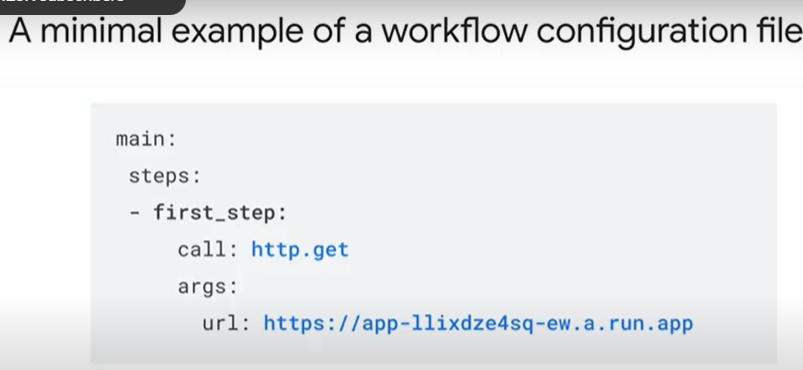 A minimal example of a workflow configuration file
main:
steps:
- first_step:
call: http.get
args:
url: https://app-llixdze4sq-ew.a.run.app